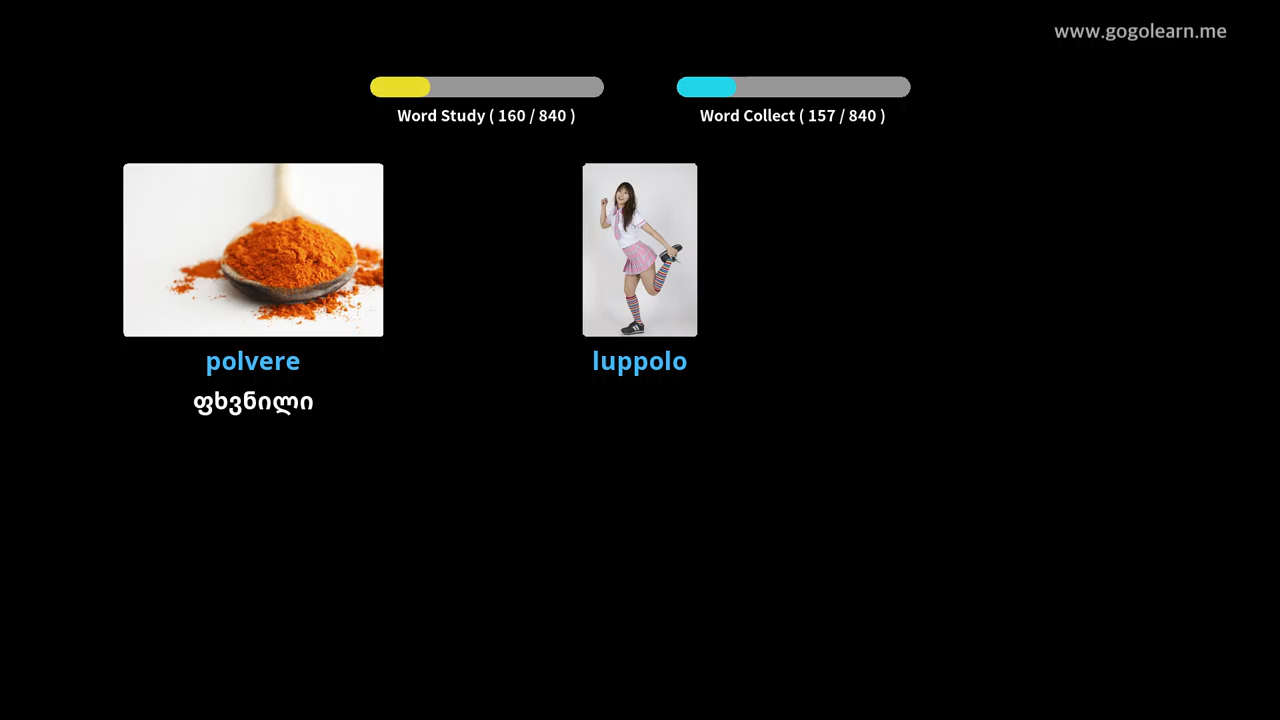 www.gogolearn.me
Word Study ( 160 / 840 )
Word Collect ( 157 / 840 )
polvere
luppolo
ფხვნილი